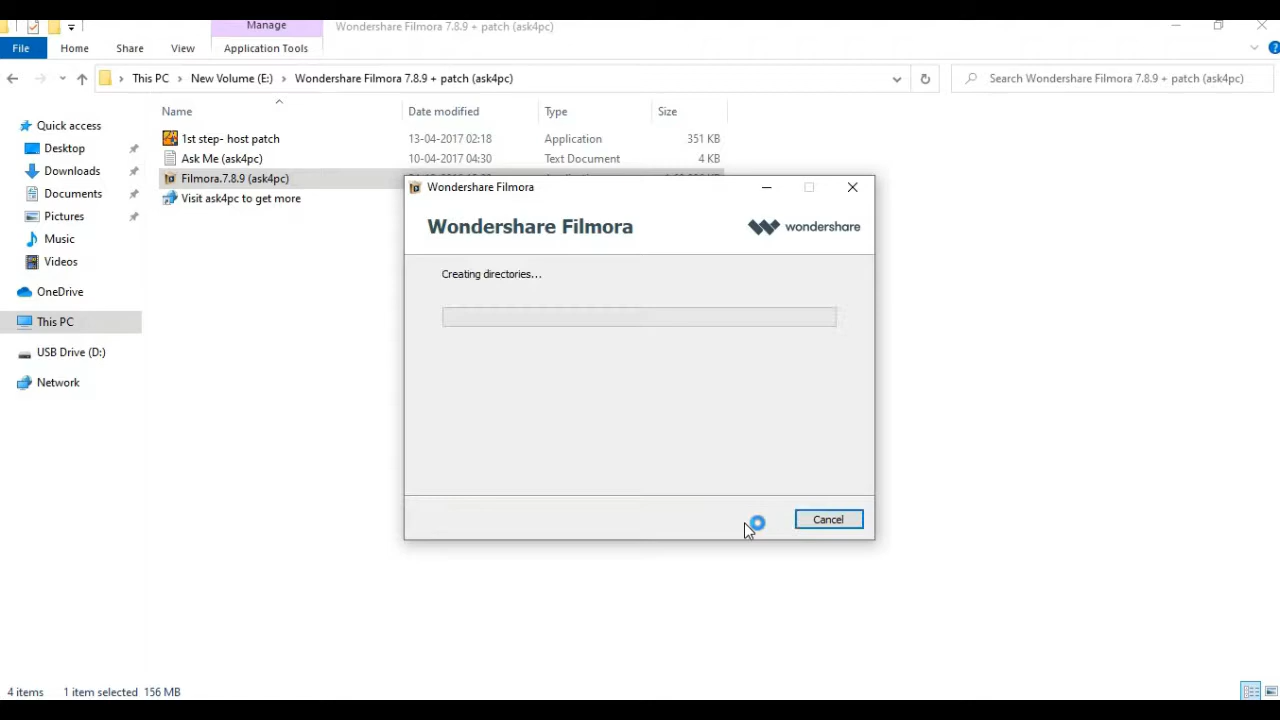 Manage
Wondershare Filmora 7.8.9 + patch (ask4pc)
File
Home
Share
View
Application Tools
This PC
New Volume (E:)
Wondershare Filmora 7.8.9 + patch (ask4pc)
Search Wondershare Filmora 7.8.9 + patch (ask4pc)
Name
Date modified
Type
Size
Quick access
Desktop
Downloads
Documents
Pictures
Music
Videos
OneDrive
This PC
USB Drive (D:)
Network
1st step- host patch
13-04-2017 02:18
Application
351 KB
Ask Me (ask4pc)
10-04-2017 04:30
Text Document
4 KB
Filmora.7.8.9 (ask4pc)
Visit ask4pc to get more
Wondershare Filmora
Wondershare Filmora
wondershare
Creating directories...
Cancel
4 items
1 item selected 156 MB